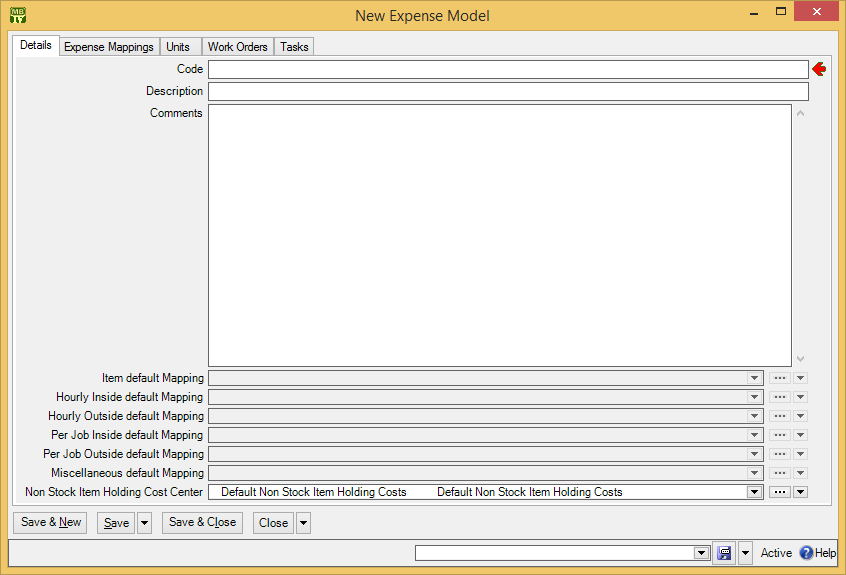 MB
TY
New Expense Model
Details Expense Mappings Units Work Orders Tasks
Code
Description
Comments
Item default Mapping
Hourly Inside default Mapping
Hourly Outside default Mapping
Per Job Inside default Mapping
Per Job Outside default Mapping
Miscellaneous default Mapping
Non Stock Item Holding Cost Center Default Non Stock Item Holding Costs Default Non Stock Item Holding Costs
Save & New Save Save & Close Close
Active Help